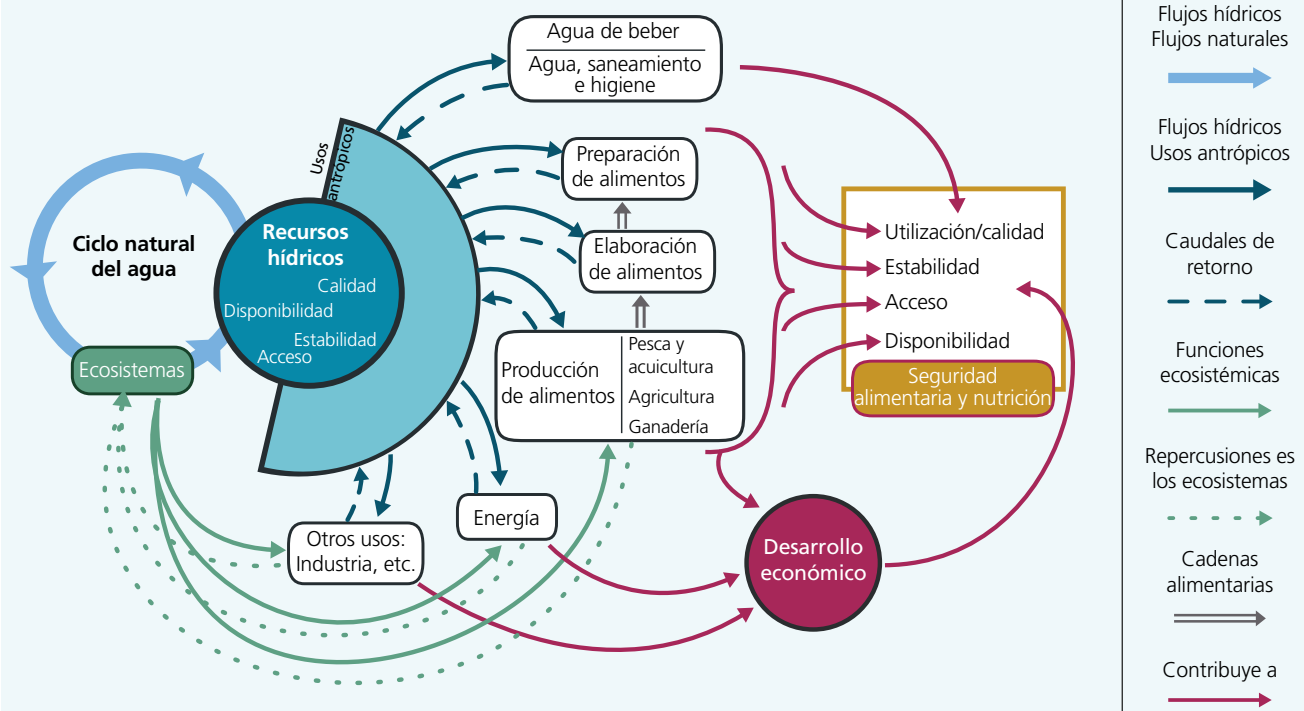 Agua de beber
Agua, saneamiento
e higiene
Usos
antrópicos
Preparación
de alimentos
Ciclo natural
del agua
Recursos
hídricos
Calidad
Disponibilidad
Estabilidad
Acceso
Elaboración
de alimentos
Utilización/calidad
Estabilidad
Acceso
Disponibilidad
Seguridad
alimentaria y nutrición
Ecosistemas
Producción
de alimentos
Pesca y
acuicultura
Agricultura
Ganadería
Energía
Otros usos:
Industria, etc.
Desarrollo
económico
Flujos hídricos
Flujos naturales
Flujos hídricos
Usos antrópicos
Caudales de
retorno
Funciones
ecosistémicas
Repercusiones es
los ecosistemas
Cadenas
alimentarias
Contribuye a